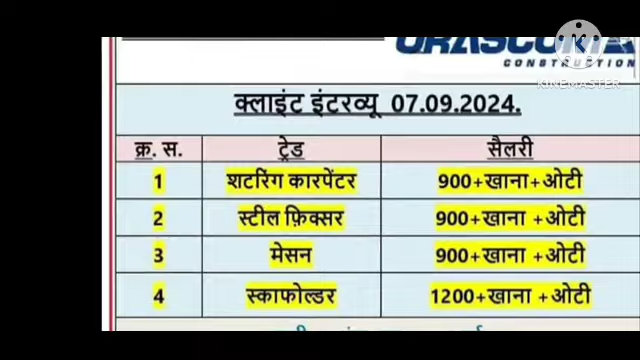 ORASCOM
CONSTRUCTION
KINEMASTER
क्लाइंट इंटरव्यू 07.09.2024.
क्र. स. ट्रेड सैलरी
1 शटरिंग कारपेंटर 900+खाना+ओटी
2 स्टील फ़िक्सर 900+खाना +ओटी
3 मेसन 900+खाना +ओटी
4 स्काफोल्डर 1200+खाना +ओटी